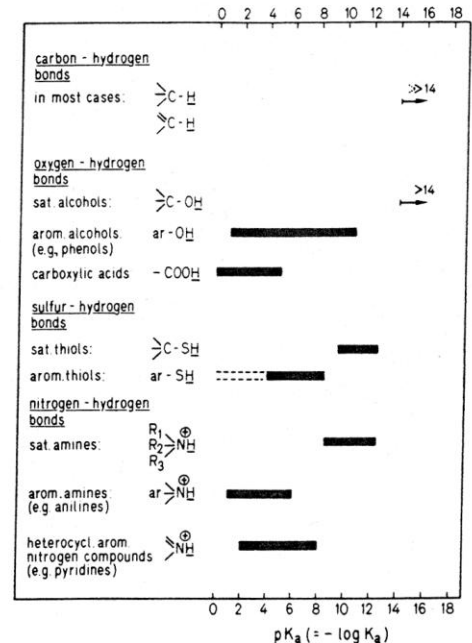 0 2 4 6 8 10 12 14 16 18
carbon - hydrogen
bonds
in most cases: C - H >>14
C - H
oxygen - hydrogen
bonds
sat. alcohols: C - OH >14
arom. alcohols. ar - OH
(e.g, phenols)
carboxylic acids - COOH
sulfur - hydrogen
bonds
sat. thiols: C - SH
arom. thiols: ar - SH
nitrogen - hydrogen
bonds
R1
sat. amines: R2 NH ⊕
R3
arom. amines: ar NH ⊕
(e.g. anilines)
heterocycl. arom. NH ⊕
nitrogen compounds
(e.g. pyridines)
0 2 4 6 8 10 12 14 16 18
pKa (= - log Ka)